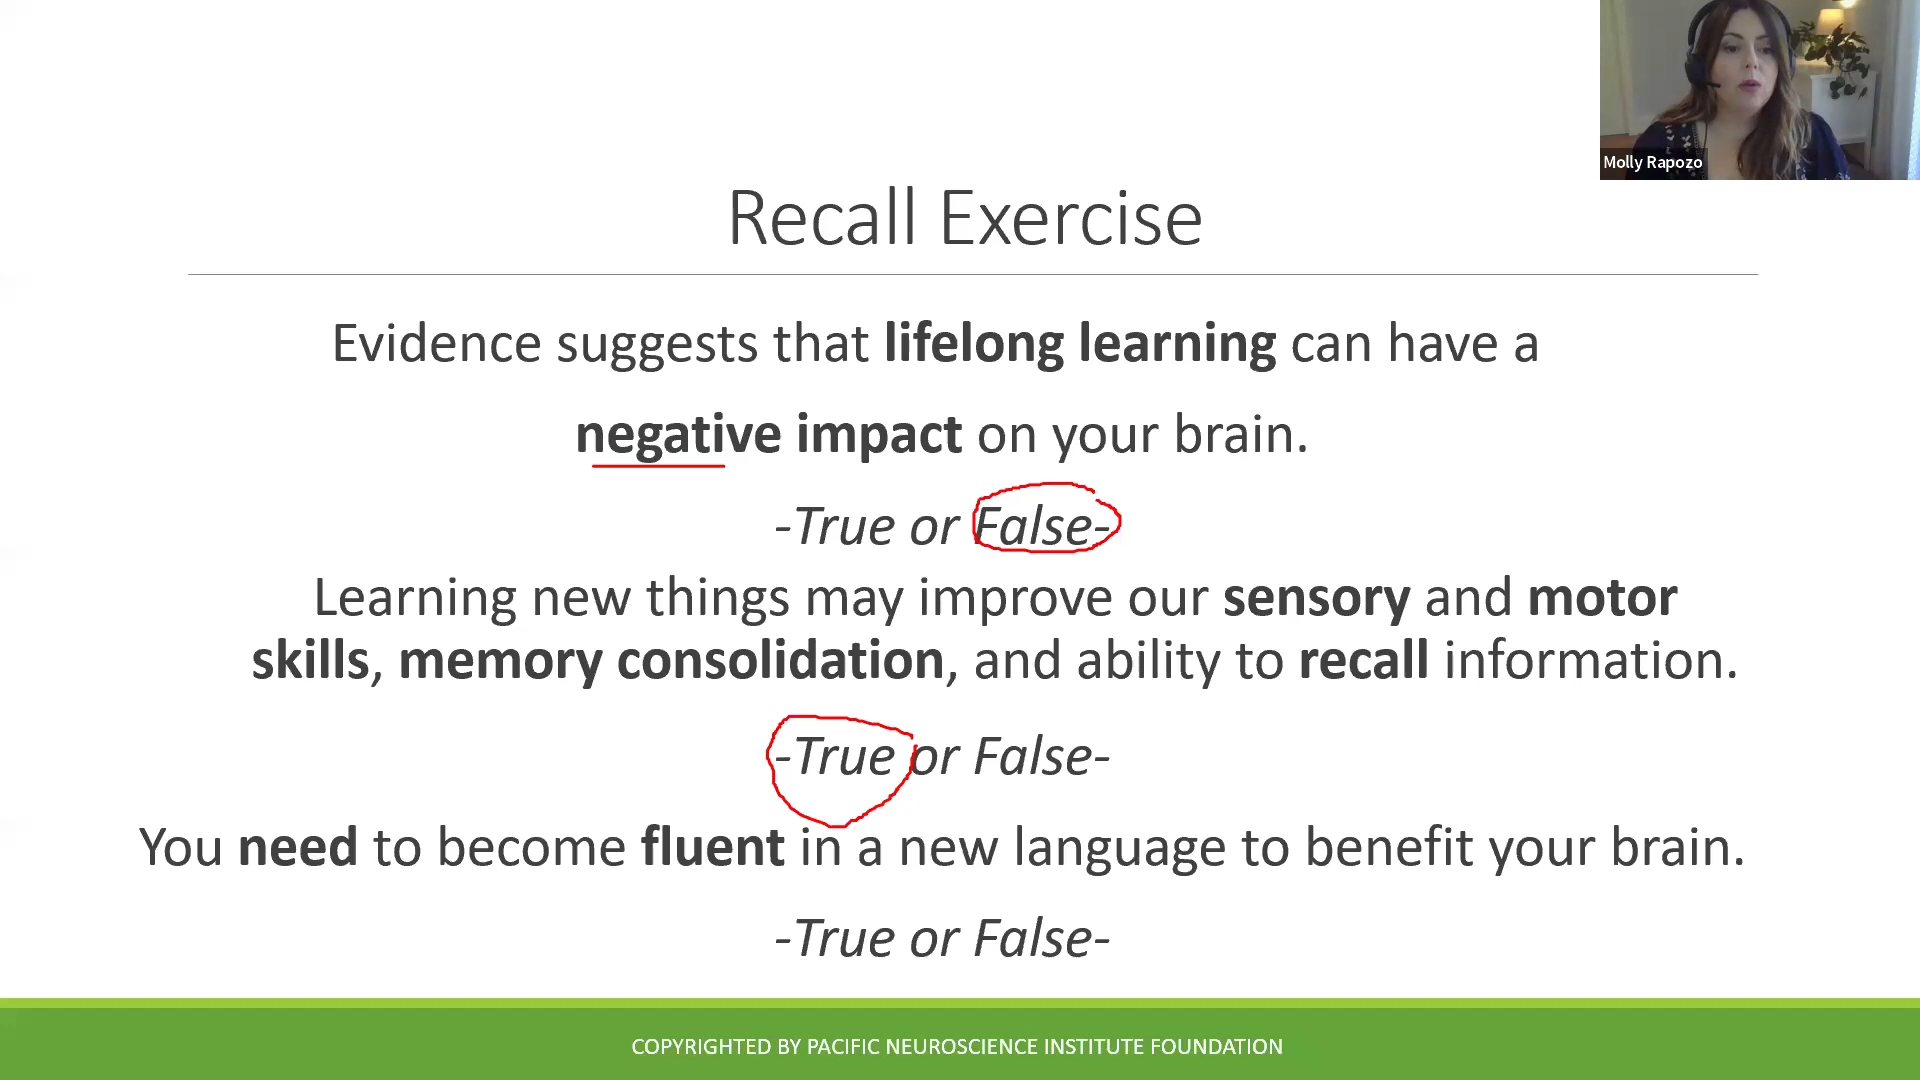 Molly Rapozo
Recall Exercise
Evidence suggests that lifelong learning can have a
negative impact on your brain.
-True or False-
Learning new things may improve our sensory and motor
skills, memory consolidation, and ability to recall information.
-True or False-
You need to become fluent in a new language to benefit your brain.
-True or False-
COPYRIGHTED BY PACIFIC NEUROSCIENCE INSTITUTE FOUNDATION